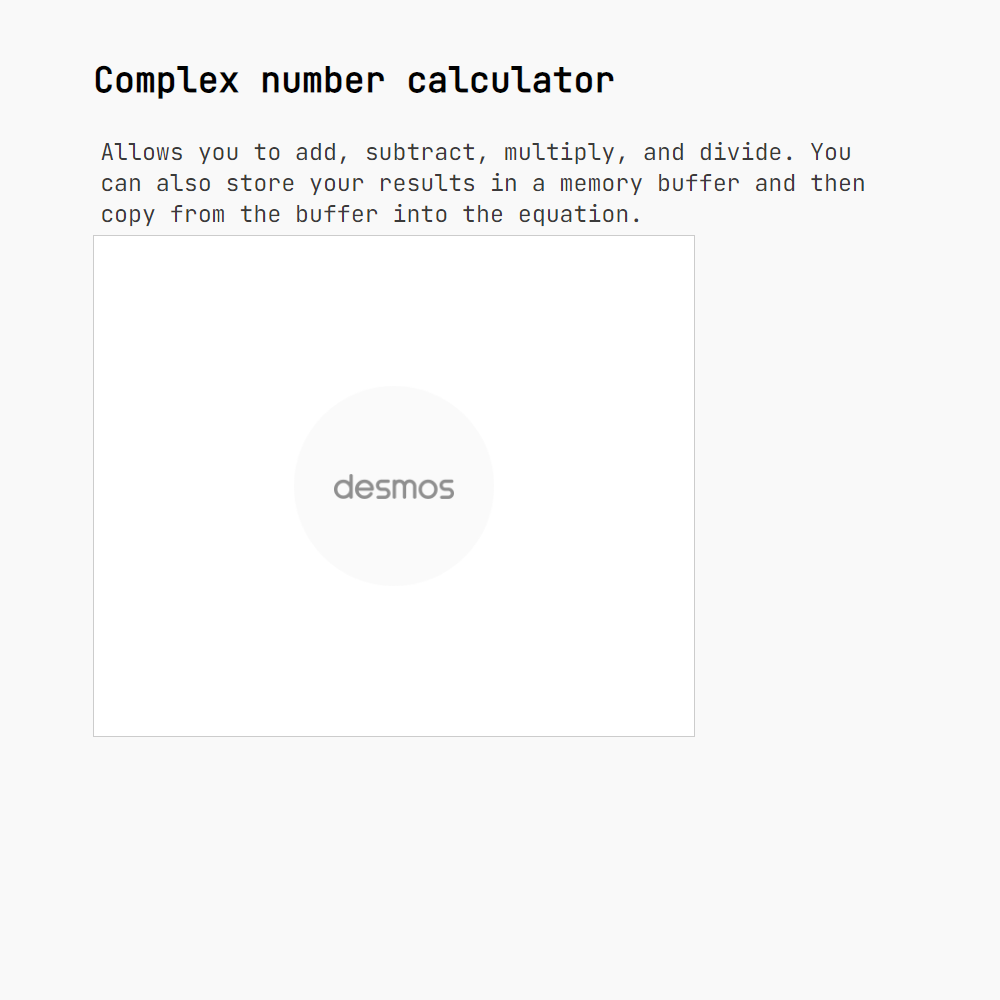 Complex number calculator
Allows you to add, subtract, multiply, and divide. You
can also store your results in a memory buffer and then
copy from the buffer into the equation.
desmos